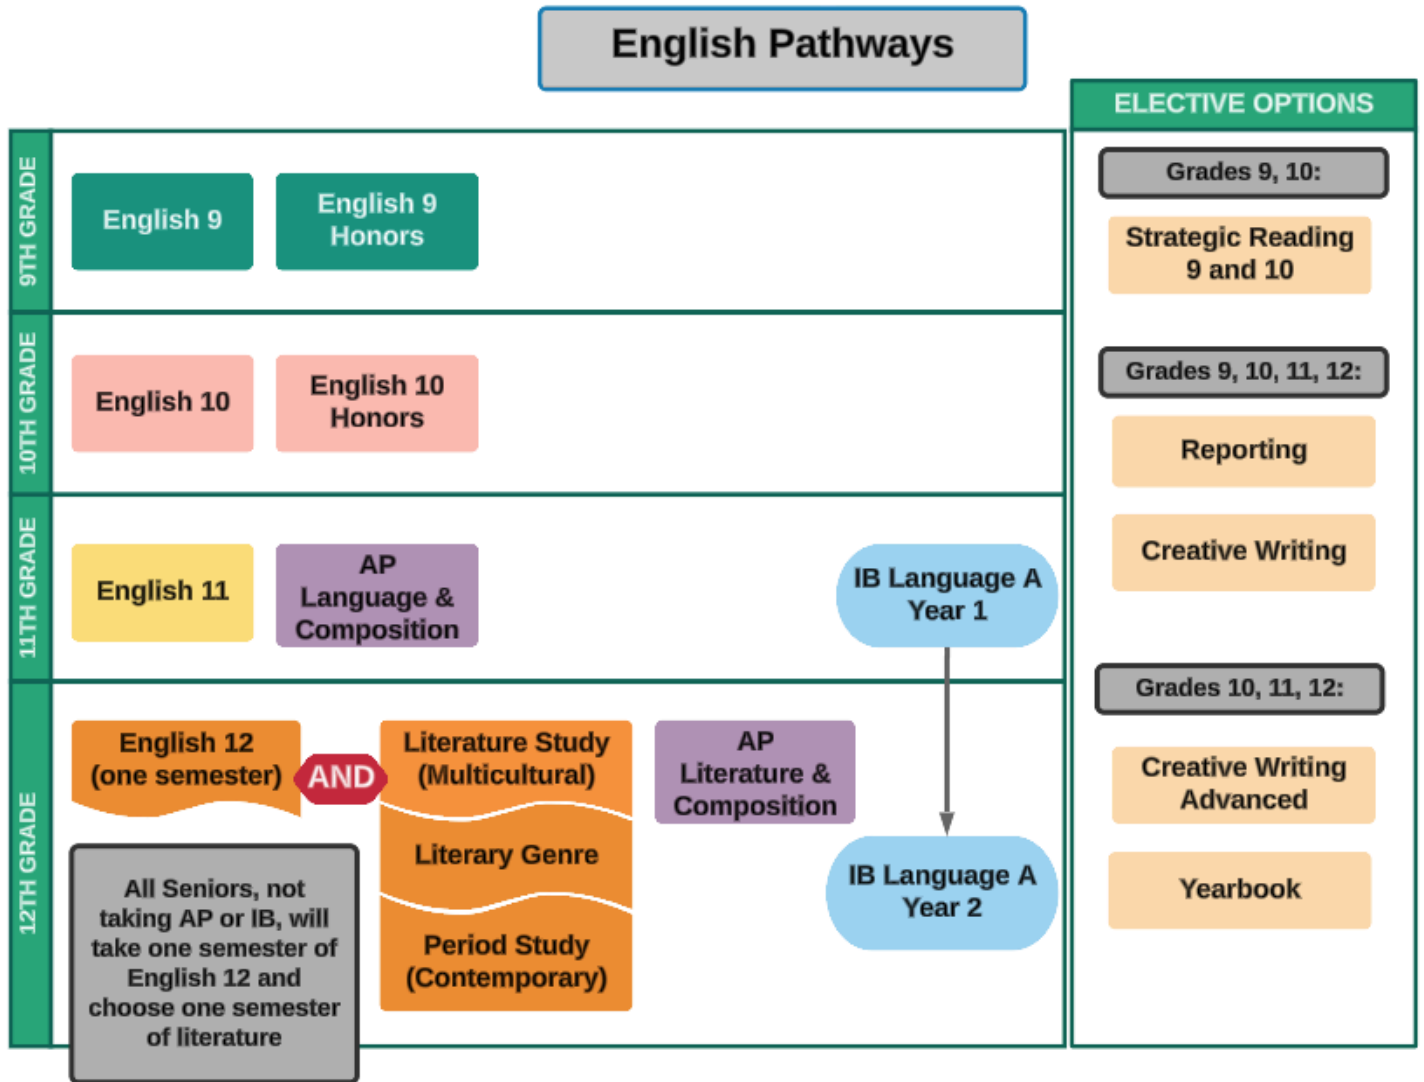 English Pathways
ELECTIVE OPTIONS
9TH GRADE
English 9
English 9
Honors
10TH GRADE
English 10
English 10
Honors
11TH GRADE
English 11
AP
Language &
Composition
IB Language A
Year 1
12TH GRADE
English 12
(one semester)
AND
Literature Study
(Multicultural)
Literary Genre
Period Study
(Contemporary)
AP
Literature &
Composition
IB Language A
Year 2
All Seniors, not
taking AP or IB, will
take one semester of
English 12 and
choose one semester
of literature
Grades 9, 10:
Strategic Reading
9 and 10
Grades 9, 10, 11, 12:
Reporting
Creative Writing
Grades 10, 11, 12:
Creative Writing
Advanced
Yearbook